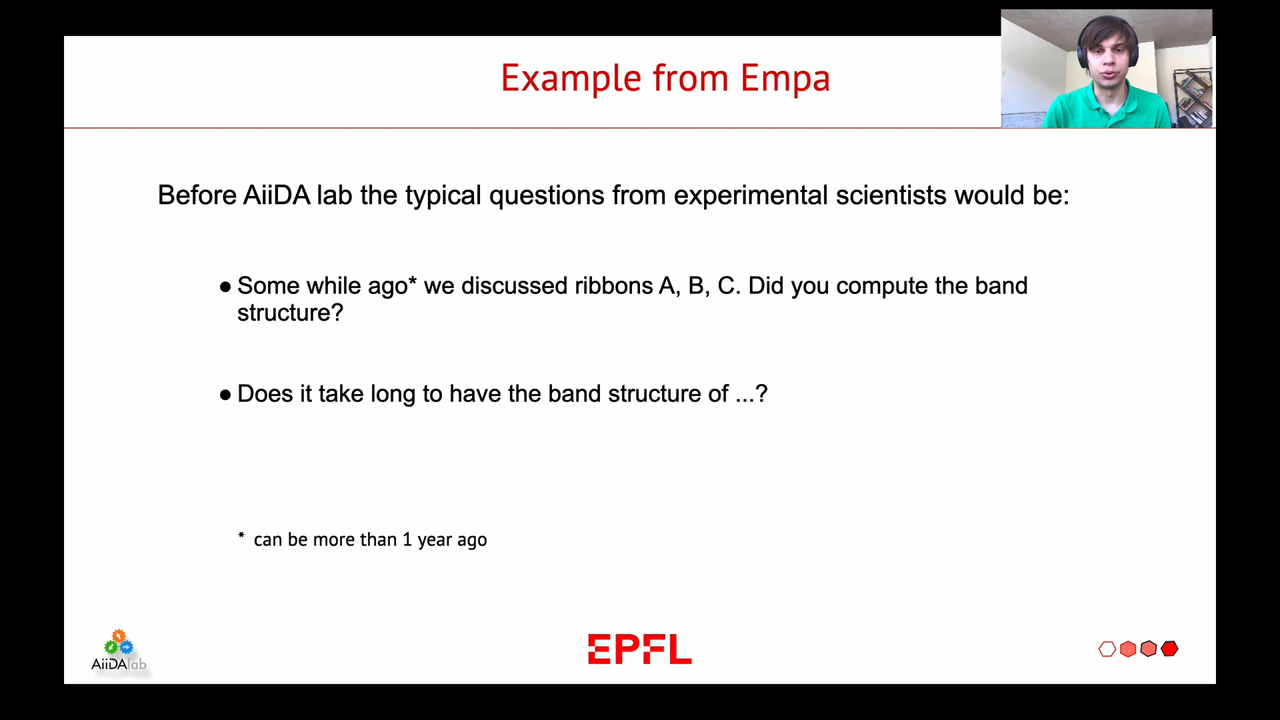 Example from Empa
Before AiiDA lab the typical questions from experimental scientists would be:
● Some while ago* we discussed ribbons A, B, C. Did you compute the band
structure?
● Does it take long to have the band structure of ...?
* can be more than 1 year ago
AiiDAlab
EPFL